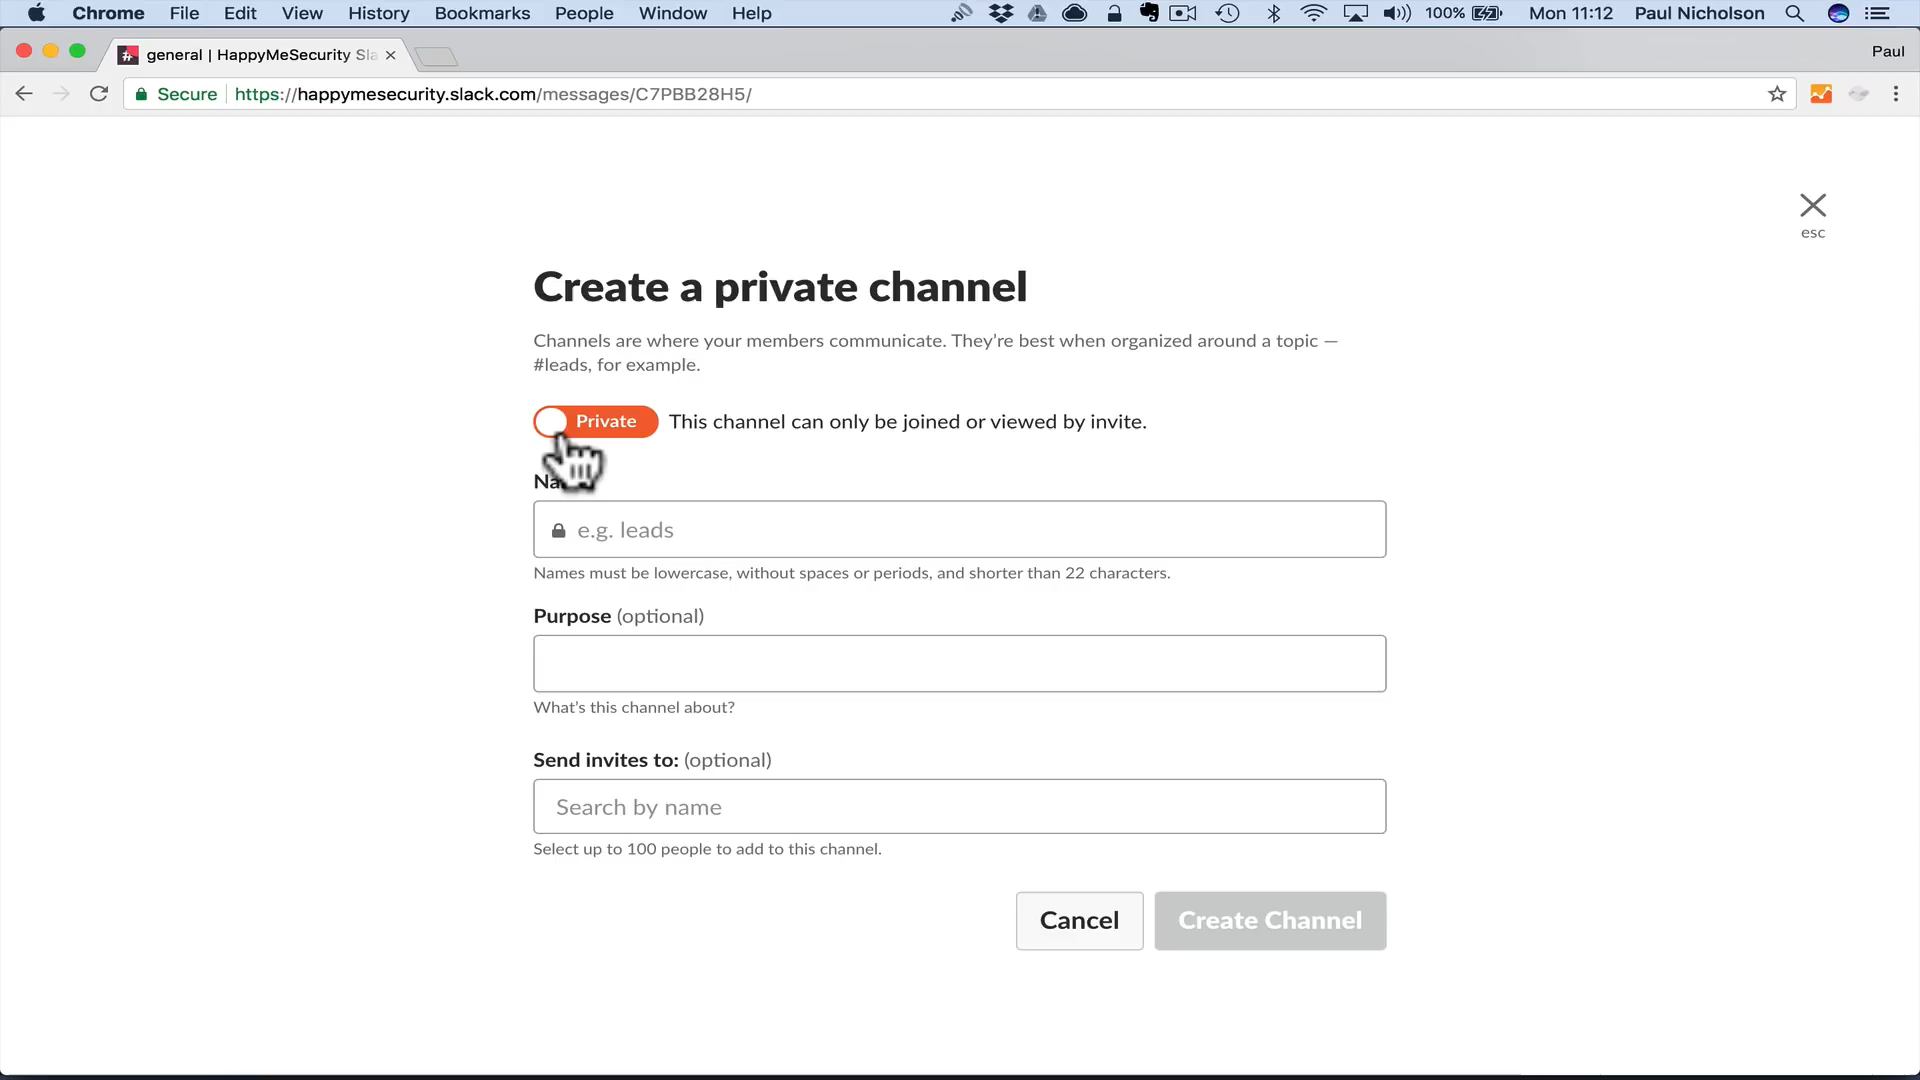 Chrome File Edit View History Bookmarks People Window Help 100% Mon 11:12 Paul Nicholson
general | HappyMeSecurity Sla Paul
Secure https://happymesecurity.slack.com/messages/C7PBB28H5/
esc
Create a private channel
Channels are where your members communicate. They're best when organized around a topic —
#leads, for example.
Private This channel can only be joined or viewed by invite.
e.g. leads
Names must be lowercase, without spaces or periods, and shorter than 22 characters.
Purpose (optional)
What's this channel about?
Send invites to: (optional)
Search by name
Select up to 100 people to add to this channel.
Cancel Create Channel